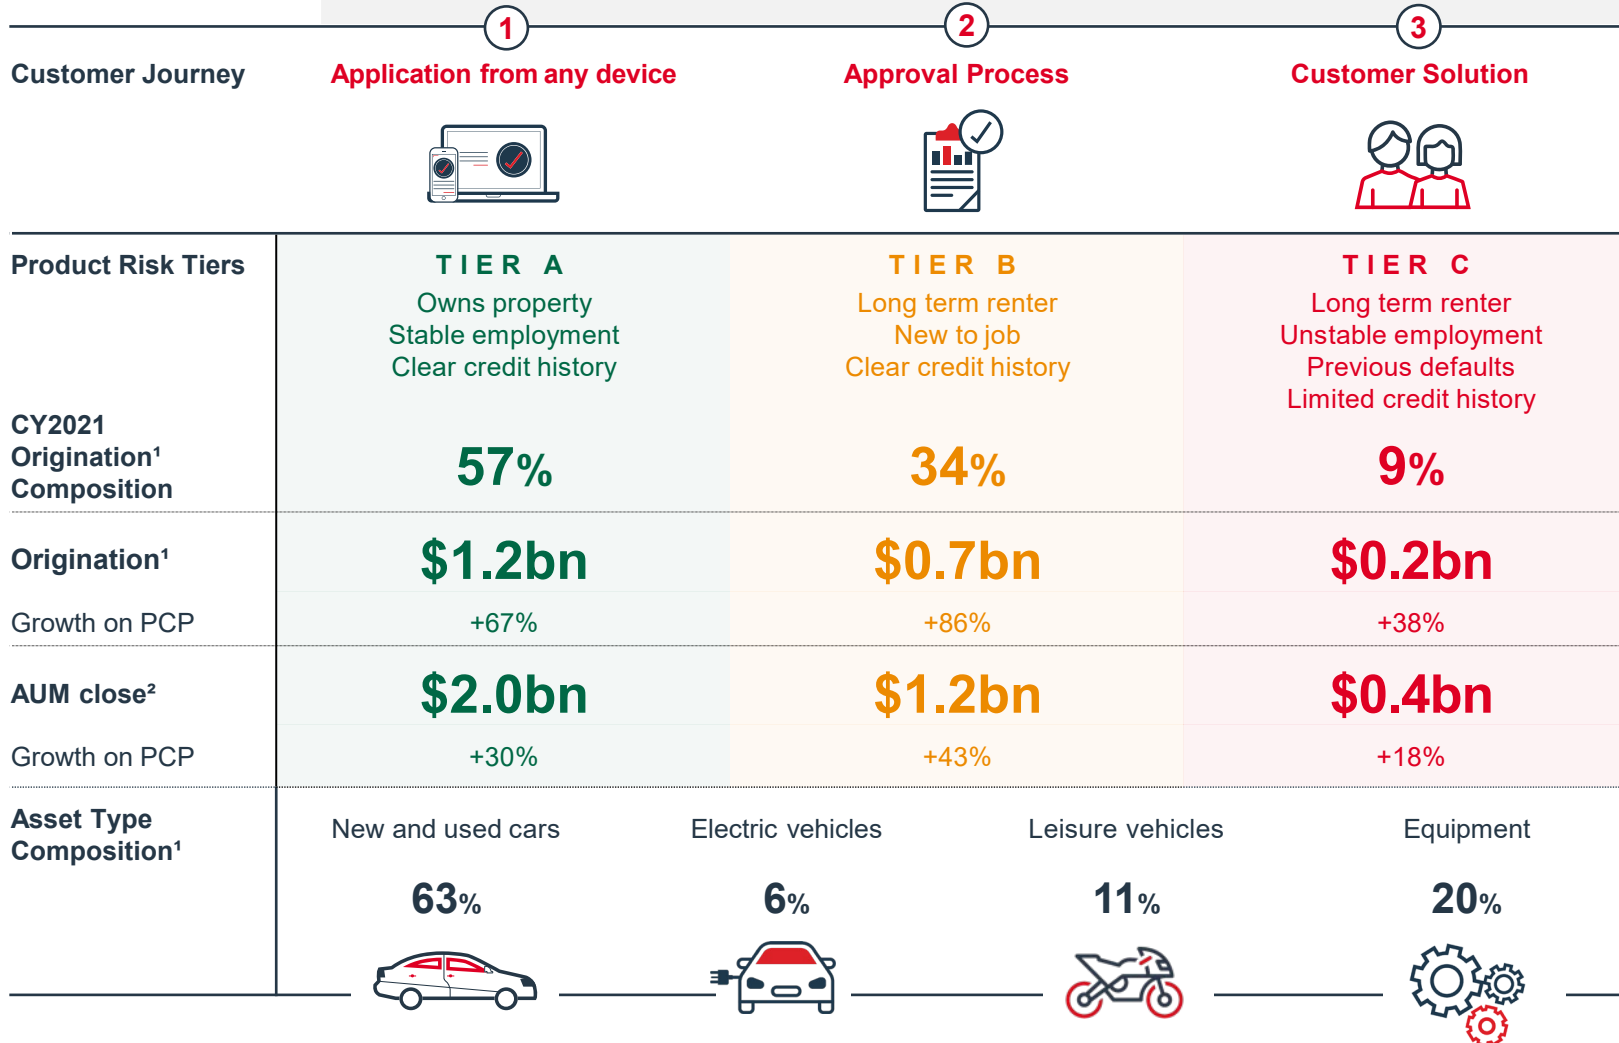 1
2
3
Customer Journey
Application from any device
Approval Process
Customer Solution
Product Risk Tiers
TIER A
Owns property
Stable employment
Clear credit history
TIER B
Long term renter
New to job
Clear credit history
TIER C
Long term renter
Unstable employment
Previous defaults
Limited credit history
CY2021
Origination¹
Composition
57%
34%
9%
Origination¹
$1.2bn
$0.7bn
$0.2bn
Growth on PCP
+67%
+86%
+38%
AUM close²
$2.0bn
$1.2bn
$0.4bn
Growth on PCP
+30%
+43%
+18%
Asset Type
Composition¹
New and used cars
Electric vehicles
Leisure vehicles
Equipment
63%
6%
11%
20%